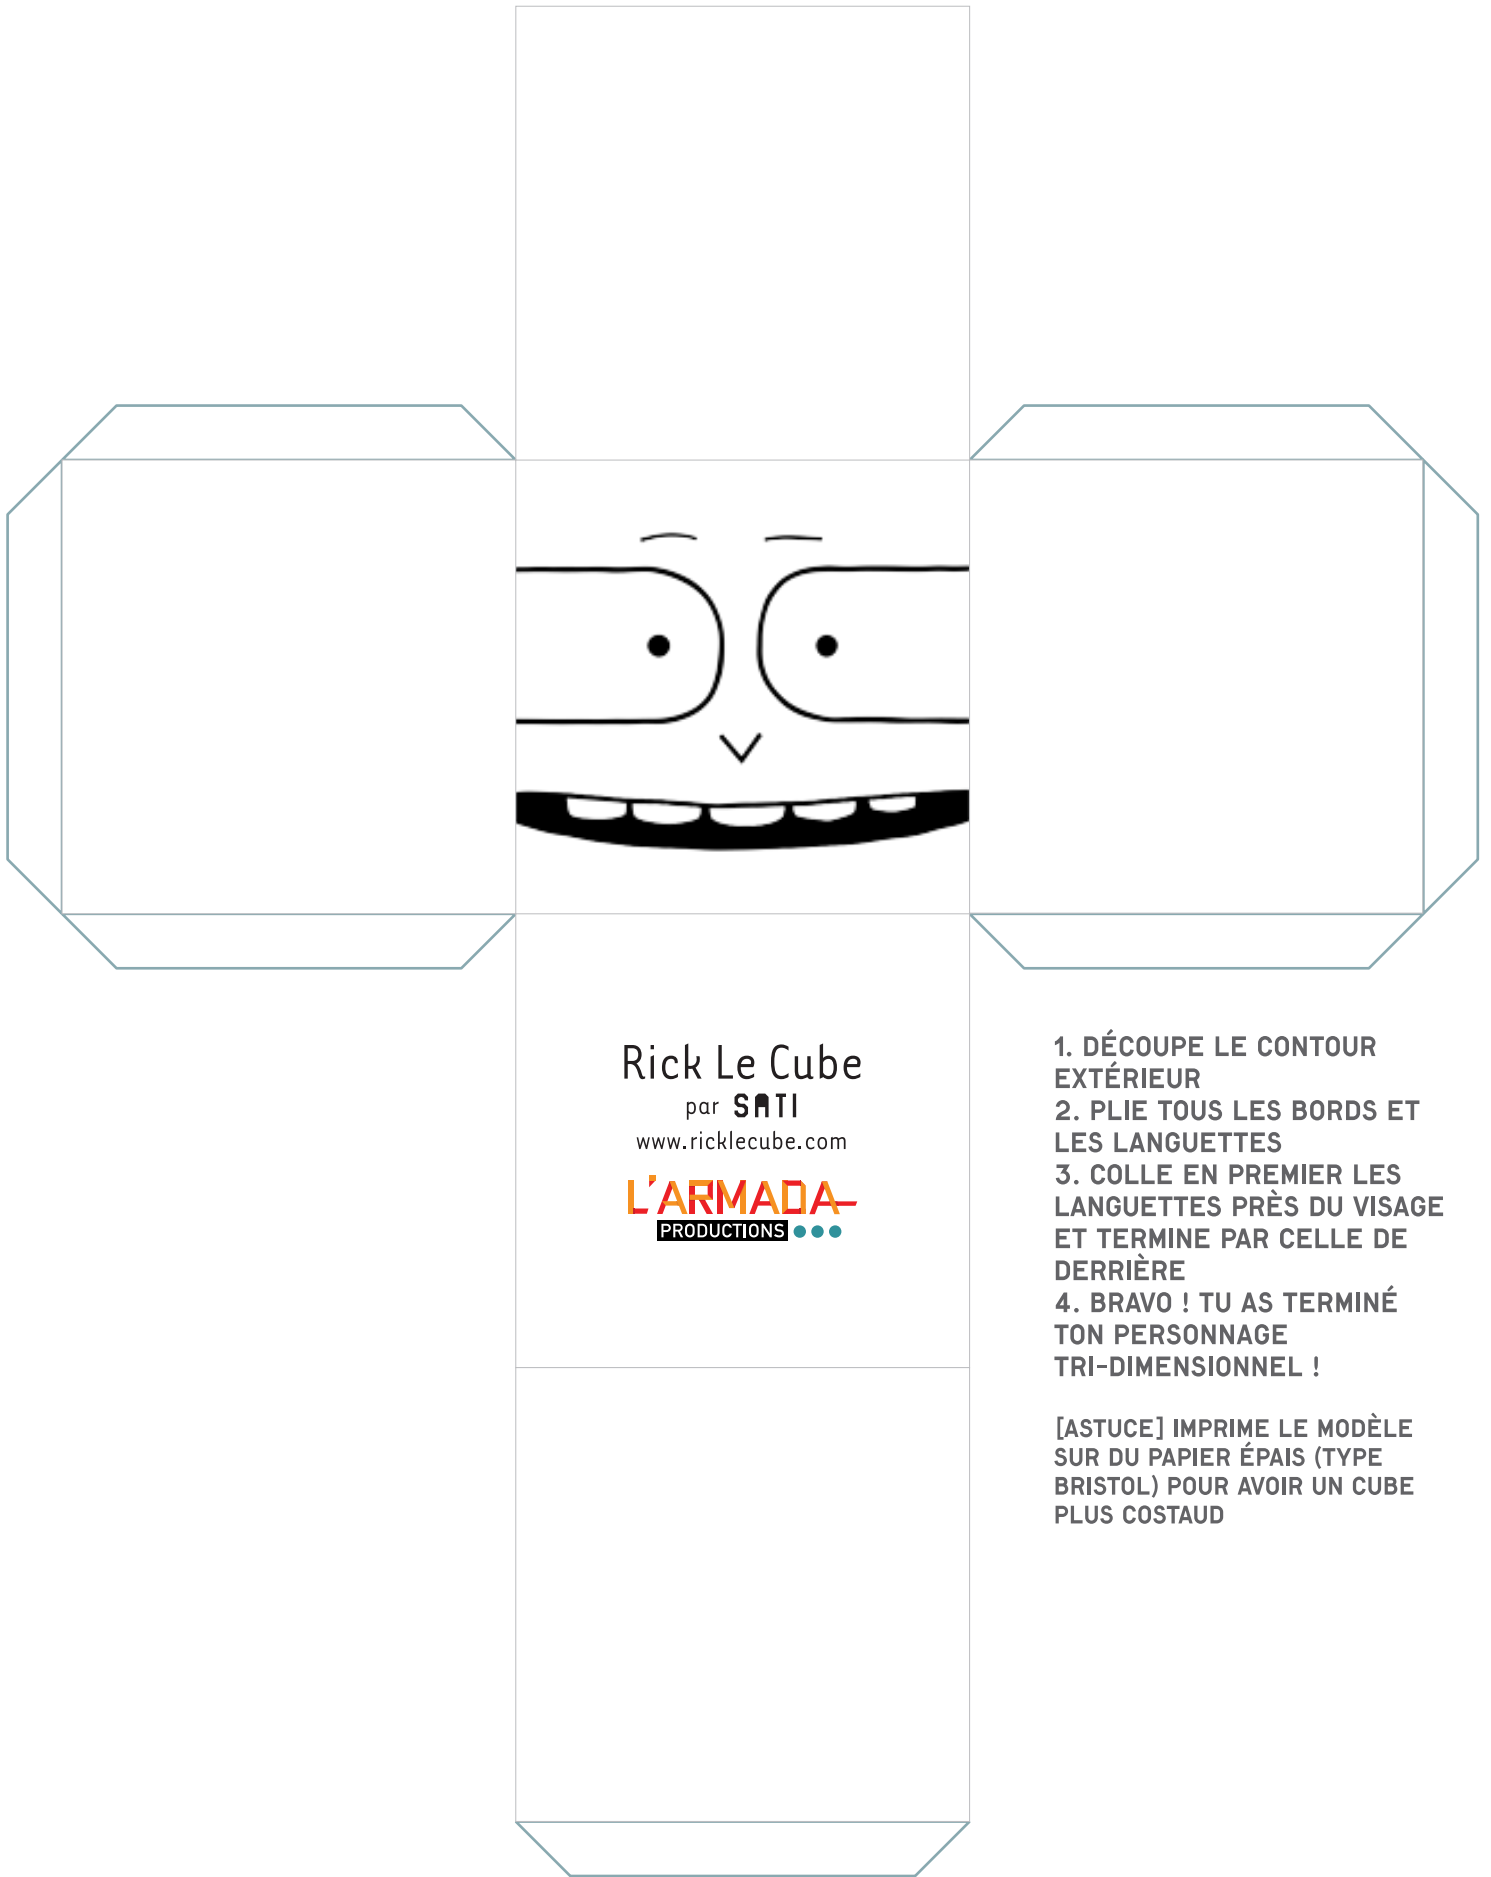 Rick Le Cube
par SATI
www.ricklecube.com
L'ARMADA
PRODUCTIONS
1. DÉCOUPE LE CONTOUR
EXTÉRIEUR
2. PLIE TOUS LES BORDS ET
LES LANGUETTES
3. COLLE EN PREMIER LES
LANGUETTES PRÈS DU VISAGE
ET TERMINE PAR CELLE DE
DERRIÈRE
4. BRAVO ! TU AS TERMINÉ
TON PERSONNAGE
TRI-DIMENSIONNEL !
[ASTUCE] IMPRIME LE MODÈLE
SUR DU PAPIER ÉPAIS (TYPE
BRISTOL) POUR AVOIR UN CUBE
PLUS COSTAUD